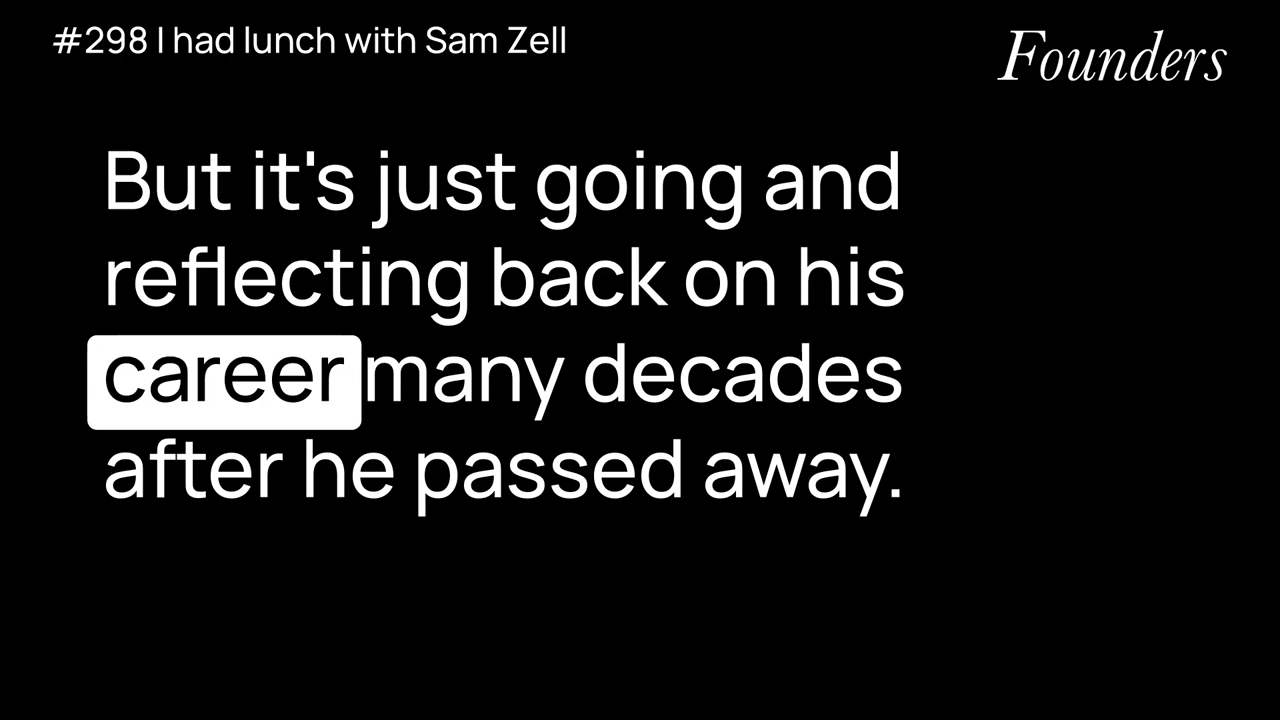 #298 I had lunch with Sam Zell
Founders
But it's just going and
reflecting back on his
career many decades
after he passed away.